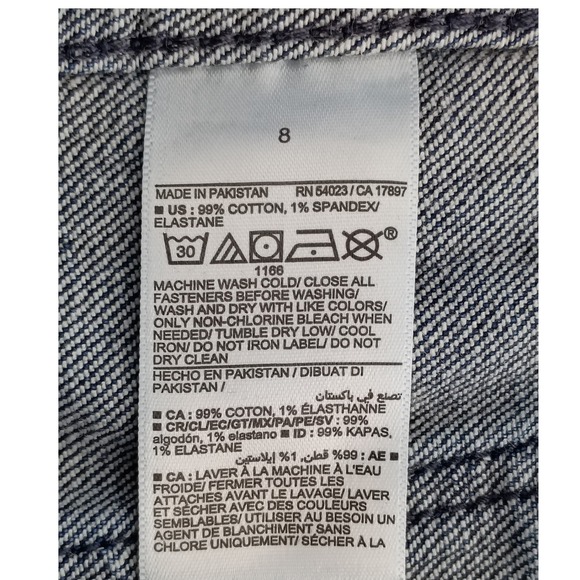 8
MADE IN PAKISTAN RN 54023 / CA 17897
■ US : 99% COTTON, 1% SPANDEX/
ELASTANE
30 ®
1166
MACHINE WASH COLD/ CLOSE ALL
FASTENERS BEFORE WASHING/
WASH AND DRY WITH LIKE COLORS/
ONLY NON-CHLORINE BLEACH WHEN
NEEDED/ TUMBLE DRY LOW/ COOL
IRON/ DO NOT IRON LABEL/ DO NOT
DRY CLEAN
HECHO EN PAKISTÁN / DIBUAT DI
PAKISTAN /
تصنع في باكستان
■ CA : 99% COTON, 1% ÉLASTHANNE
■ CR/CL/EC/GT/MX/PA/PE/SV : 99%
algodón, 1% elastano ■ ID : 99% KAPAS,
1% ELASTANE
■ AE : 99% قطن, 1% إيلاستين
■ CA : LAVER À LA MACHINE À L'EAU
FROIDE/ FERMER TOUTES LES
ATTACHES AVANT LE LAVAGE/ LAVER
ET SÉCHER AVEC DES COULEURS
SEMBLABLES/ UTILISER AU BESOIN UN
AGENT DE BLANCHIMENT SANS
CHLORE UNIQUEMENT/ SÉCHER À LA